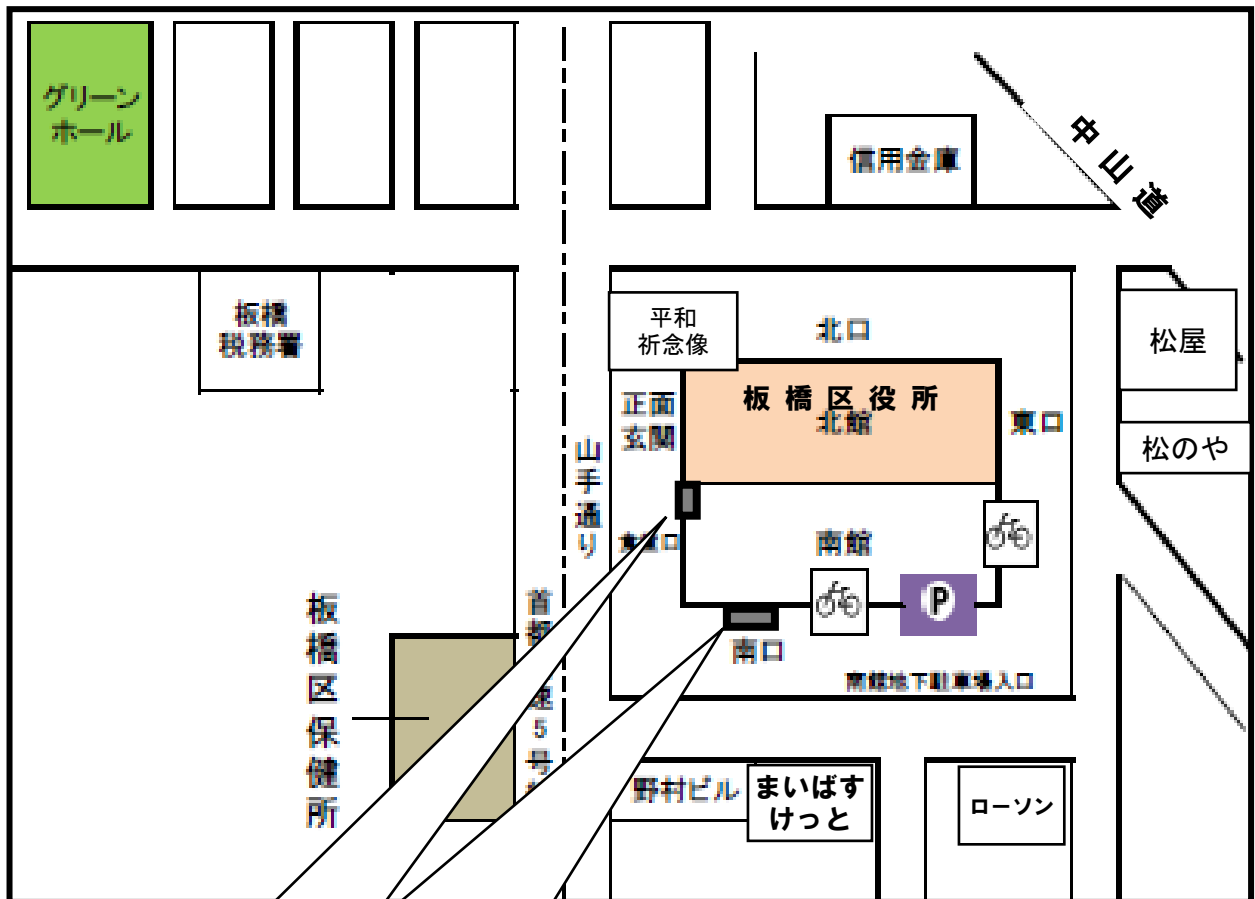 グリーン
ホール
信用金庫
中山道
板橋
税務署
平和
祈念像
北口
松屋
正面
玄関
板橋区役所
北館
東口
松のや
山手通り
南館
P
南口
南館地下駐車場入口
板橋区保健所
首都
速5号
野村ビル
まいばす
けっと
ローソン